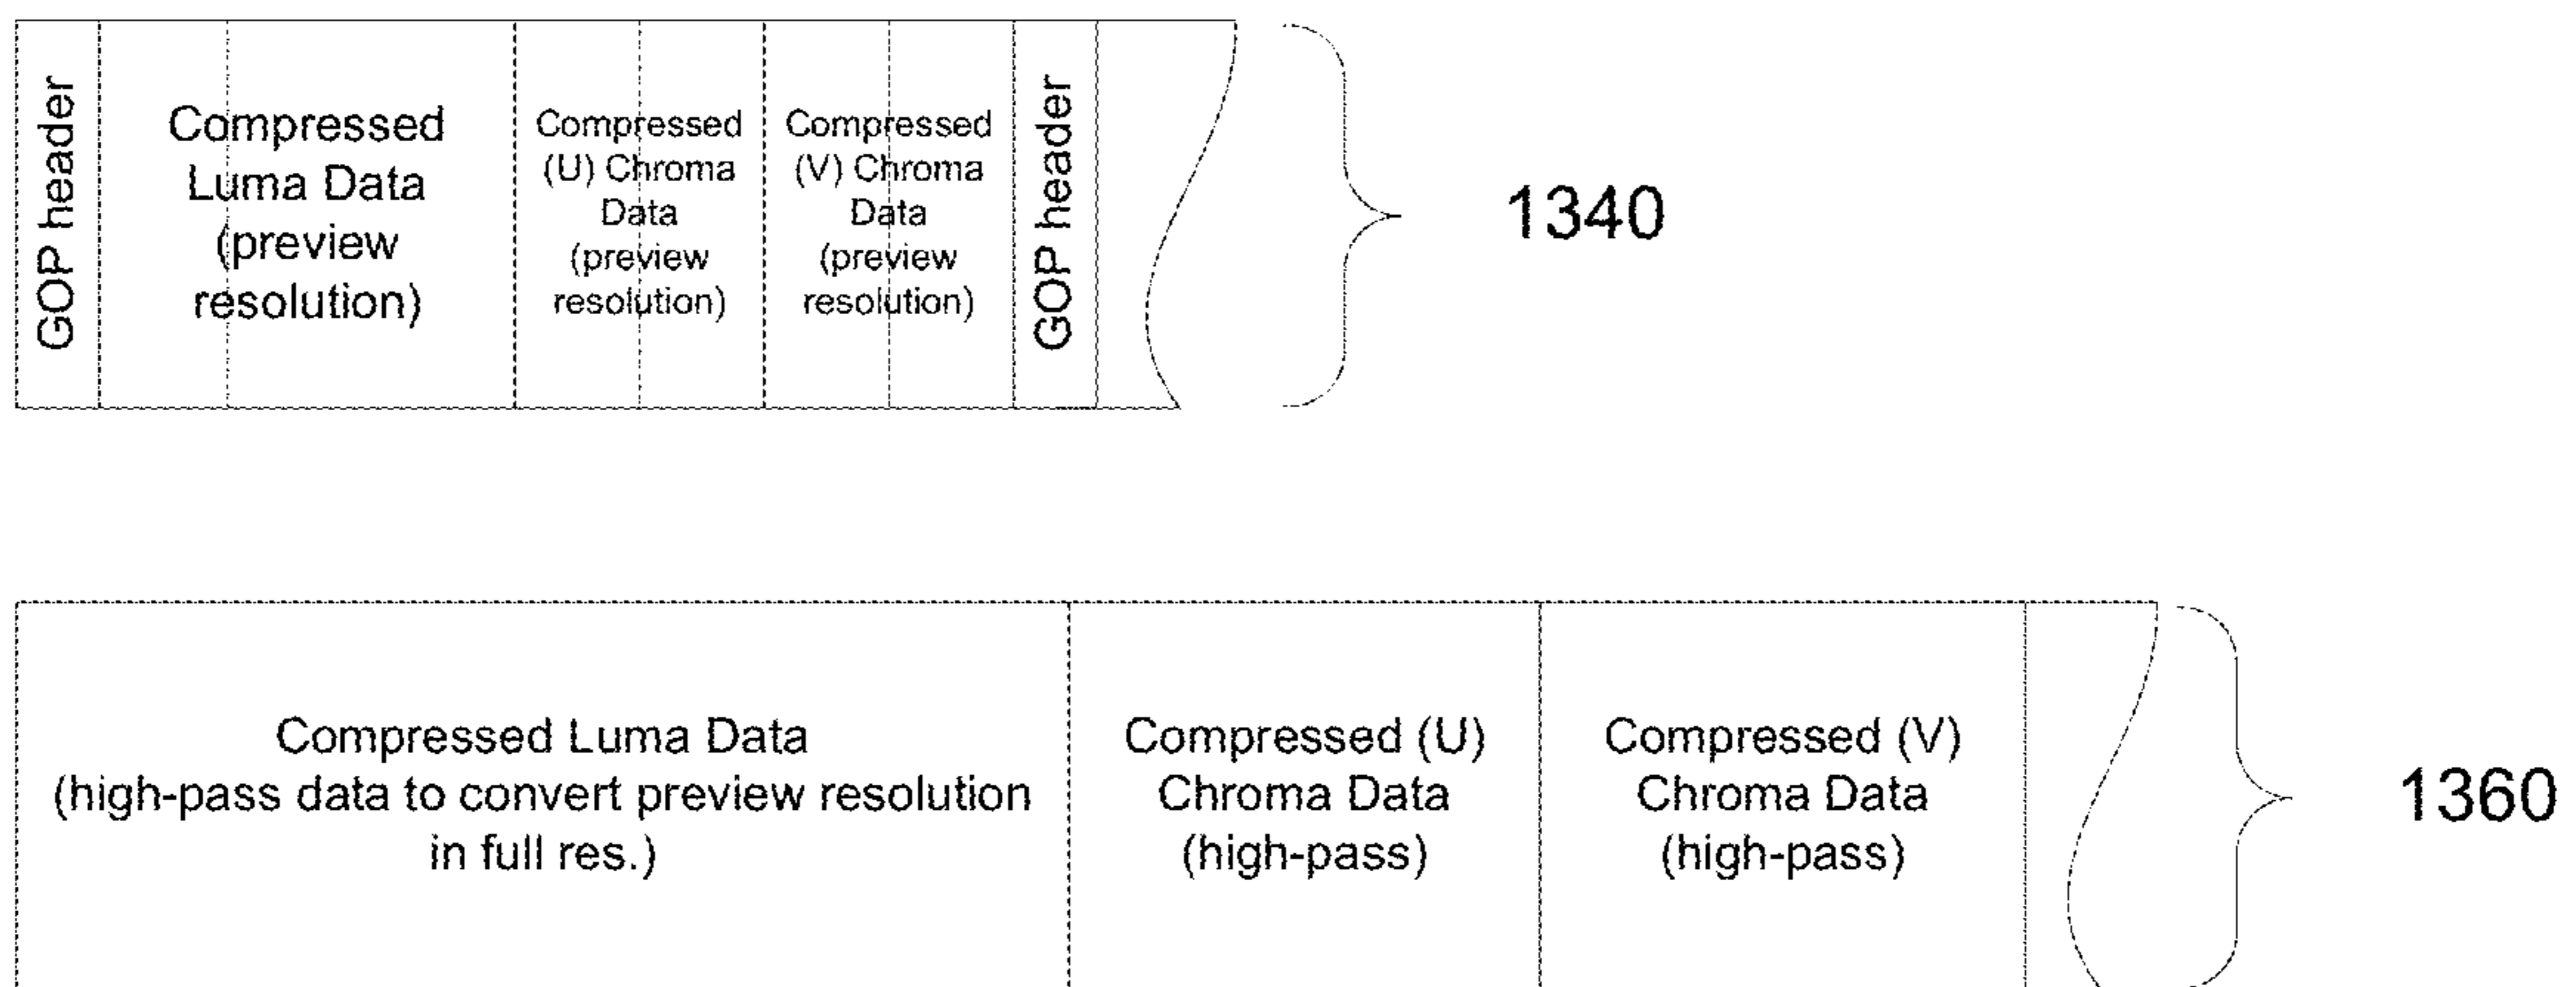 GOP header
Compressed
Luma Data
(preview
resolution)
Compressed
(U) Chroma
Data
(preview
resolution)
Compressed
(V) Chroma
Data
(preview
resolution)
GOP header
1340
Compressed Luma Data
(high-pass data to convert preview resolution
in full res.)
Compressed (U)
Chroma Data
(high-pass)
Compressed (V)
Chroma Data
(high-pass)
1360